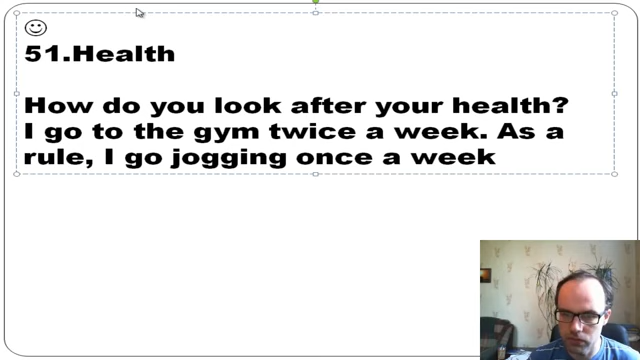 51.Health
How do you look after your health?
I go to the gym twice a week. As a
rule, I go jogging once a week